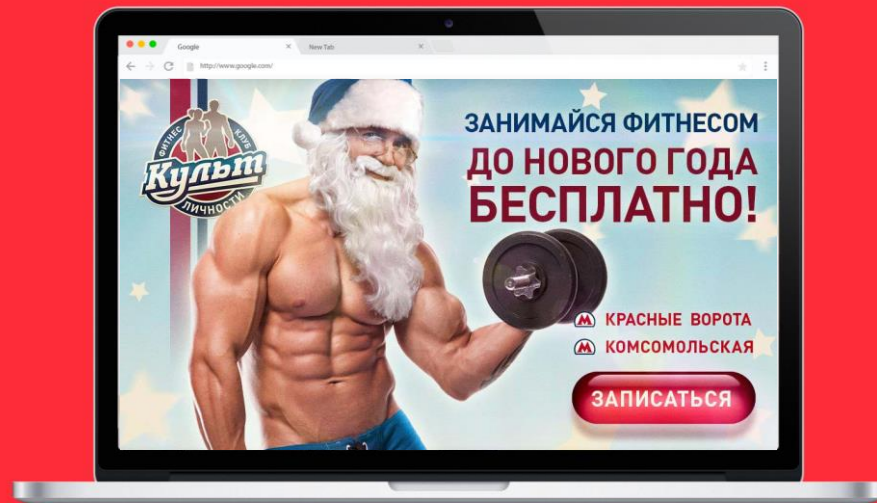 Google
New Tab
http://www.google.com/
ФИТНЕС КЛУБ
Культ
ЛИЧНОСТИ
ЗАНИМАЙСЯ ФИТНЕСОМ
ДО НОВОГО ГОДА
БЕСПЛАТНО!
М КРАСНЫЕ ВОРОТА
М КОМСОМОЛЬСКАЯ
ЗАПИСАТЬСЯ